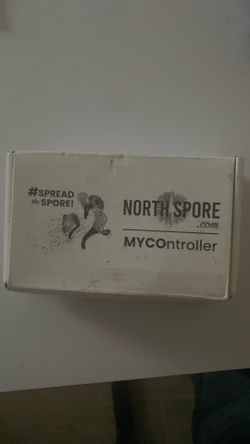 #SPREAD
the SPORE!
NORTH SPORE
.com
MYCOntroller